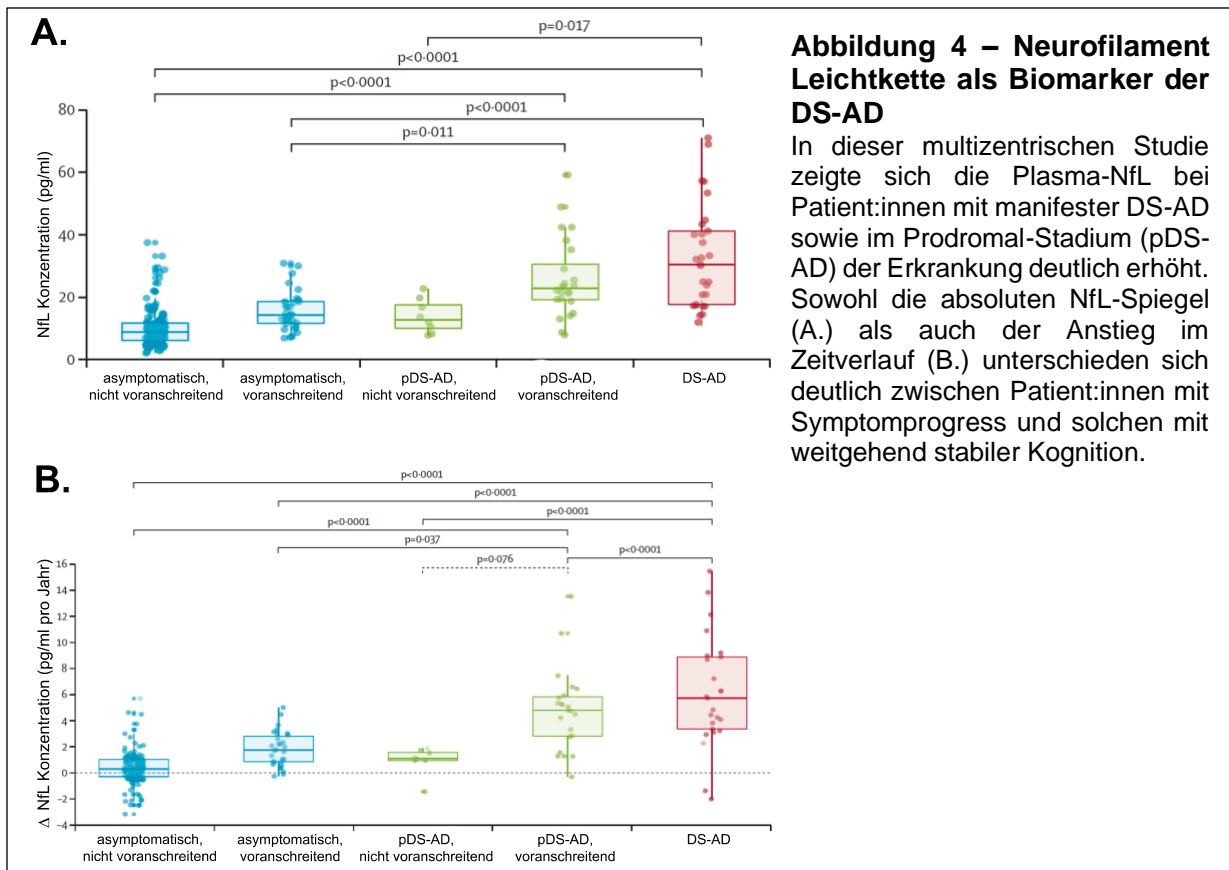 A.
p=0·017
p<0·0001
p<0·0001
p<0·0001
p=0·011
80
60
40
20
0
NfL Konzentration (pg/ml)
asymptomatisch,
nicht voranschreitend
asymptomatisch,
voranschreitend
pDS-AD,
nicht voranschreitend
pDS-AD,
voranschreitend
DS-AD
Abbildung 4 – Neurofilament
Leichtkette als Biomarker der
DS-AD
In dieser multizentrischen Studie
zeigte sich die Plasma-NfL bei
Patient:innen mit manifester DS-AD
sowie im Prodromal-Stadium (pDS-
AD) der Erkrankung deutlich erhöht.
Sowohl die absoluten NfL-Spiegel
(A.) als auch der Anstieg im
Zeitverlauf (B.) unterschieden sich
deutlich zwischen Patient:innen mit
Symptomprogress und solchen mit
weitgehend stabiler Kognition.
B.
p<0·0001
p<0·0001
p<0·0001
p<0·0001
p=0·037
p=0·076
p<0·0001
16
14
12
10
8
6
4
2
0
−2
−4
Δ NfL Konzentration (pg/ml pro Jahr)
asymptomatisch,
nicht voranschreitend
asymptomatisch,
voranschreitend
pDS-AD,
nicht voranschreitend
pDS-AD,
voranschreitend
DS-AD